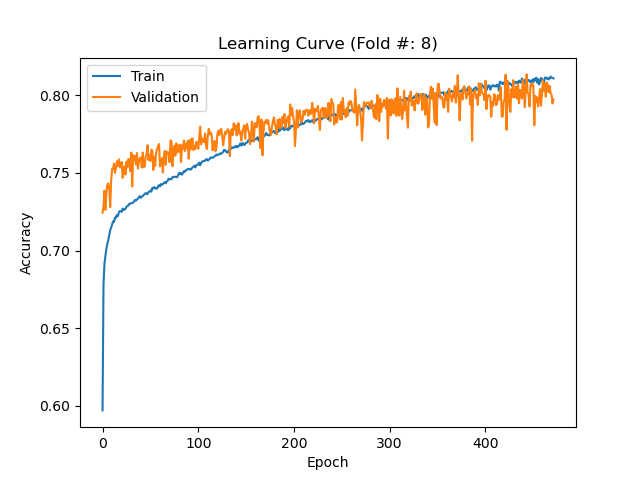 Learning Curve (Fold #: 8)
Train
Validation
0.80
0.75
0.70
0.65
0.60
Accuracy
0 100 200 300 400
Epoch